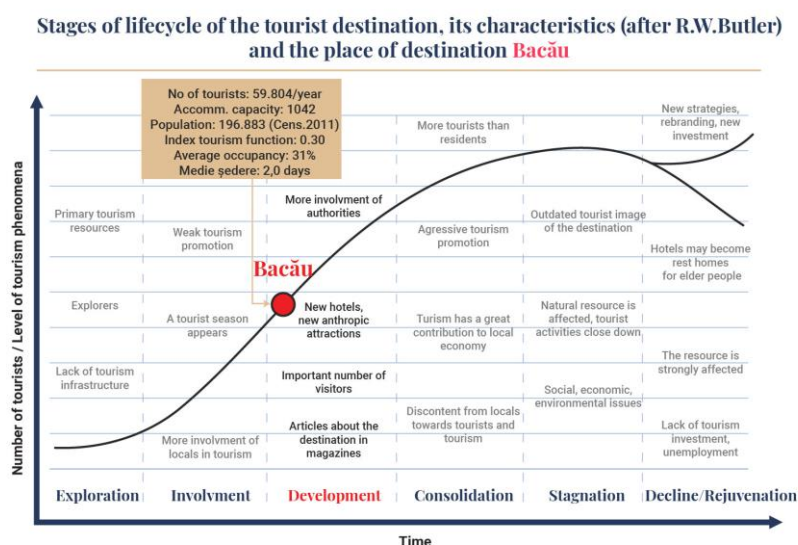 Stages of lifecycle of the tourist destination, its characteristics (after R.W.Butler)
and the place of destination Bacău
No of tourists: 59.804/year
Accomm. capacity: 1042
Population: 196.883 (Cens.2011)
Index tourism function: 0.30
Average occupancy: 31%
Medie ședere: 2,0 days
Number of tourists / Level of tourism phenomena
Primary tourism
resources
Explorers
Lack of tourism
infrastructure
Weak tourism
promotion
A tourist season
appears
More involvment of
locals in tourism
Bacău
More involvment of
authorities
New hotels,
new anthropic
attractions
Important number of
visitors
Articles about the
destination in
magazines
More tourists than
residents
Agressive tourism
promotion
Turism has a great
contribution to local
economy
Discontent from locals
towards tourists and
tourism
Outdated tourist image
of the destination
Natural resource is
affected, tourist
activities close down
Social, economic,
environmental issues
New strategies,
rebranding, new
investment
Hotels may become
rest homes
for elder people
The resource is
strongly affected
Lack of tourism
investment,
unemployment
Exploration
Involvment
Development
Consolidation
Stagnation
Decline/Rejuvenation
Time